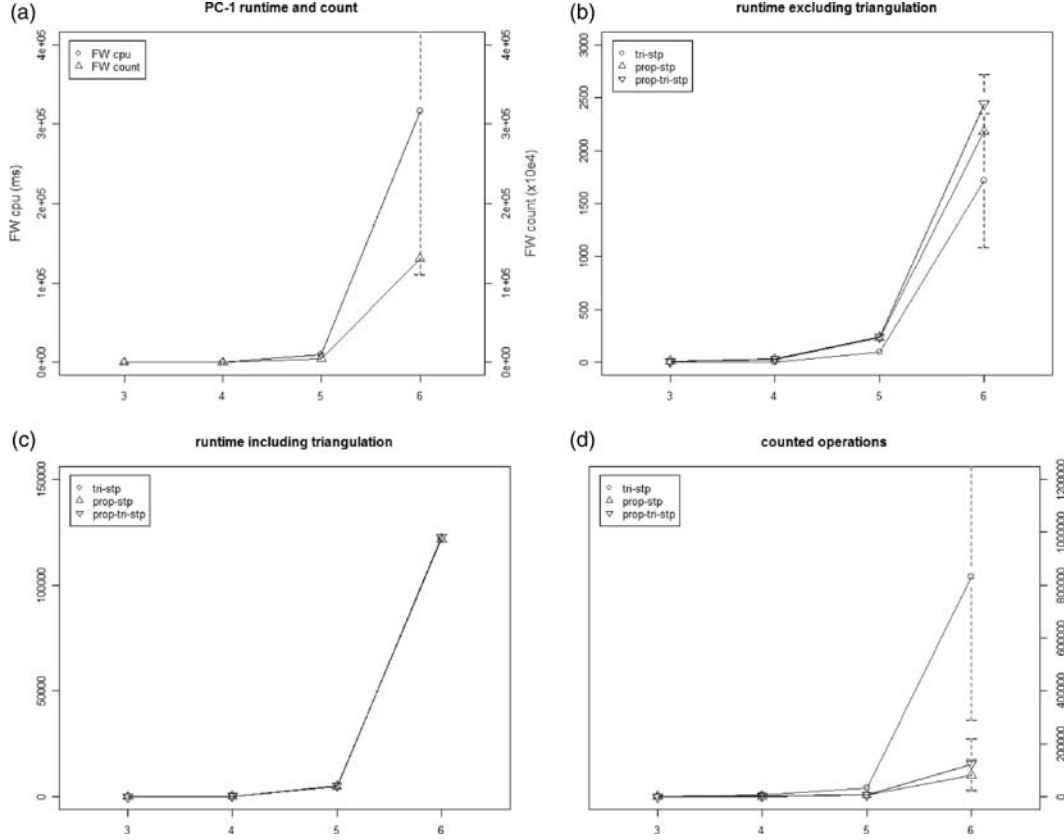 (a)
PC-1 runtime and count
FW cpu
FW count
FW cpu (ms)
0e+00 1e+05 2e+05 3e+05 4e+05
3 4 5 6
0e+00 1e+05 2e+05 3e+05 4e+05
FW count (x10e4)
(b)
runtime excluding triangulation
tri-stp
prop-stp
prop-tri-stp
0 500 1000 1500 2000 2500 3000
3 4 5 6
(c)
runtime including triangulation
tri-stp
prop-stp
prop-tri-stp
0 50000 100000 150000
3 4 5 6
(d)
counted operations
tri-stp
prop-stp
prop-tri-stp
3 4 5 6
0 400000 600000 800000